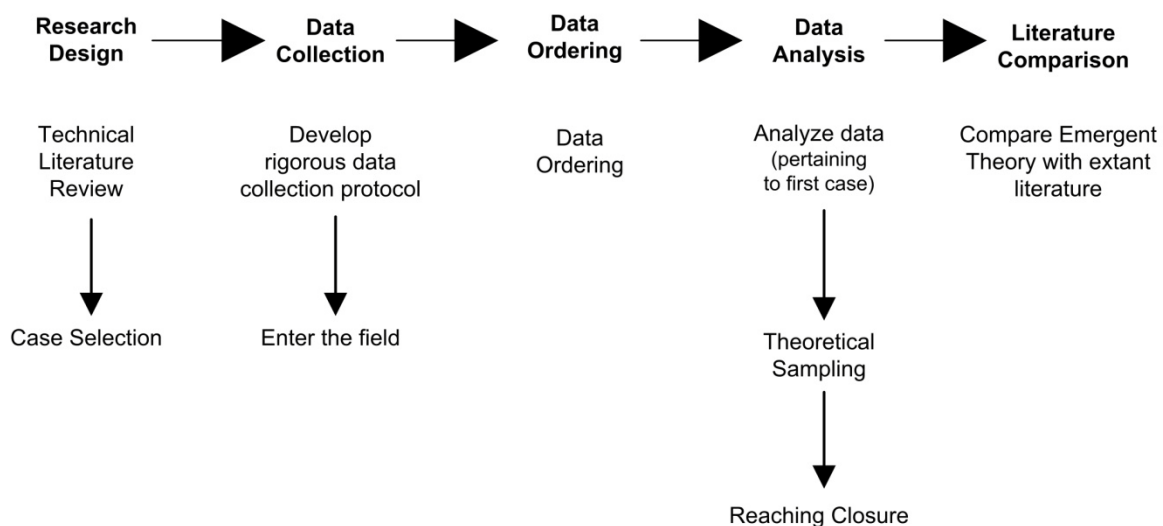 Research
Design
Data
Collection
Data
Ordering
Data
Analysis
Literature
Comparison
Technical
Literature
Review
Case Selection
Develop
rigorous data
collection protocol
Enter the field
Data
Ordering
Analyze data
(pertaining
to first case)
Theoretical
Sampling
Reaching Closure
Compare Emergent
Theory with extant
literature